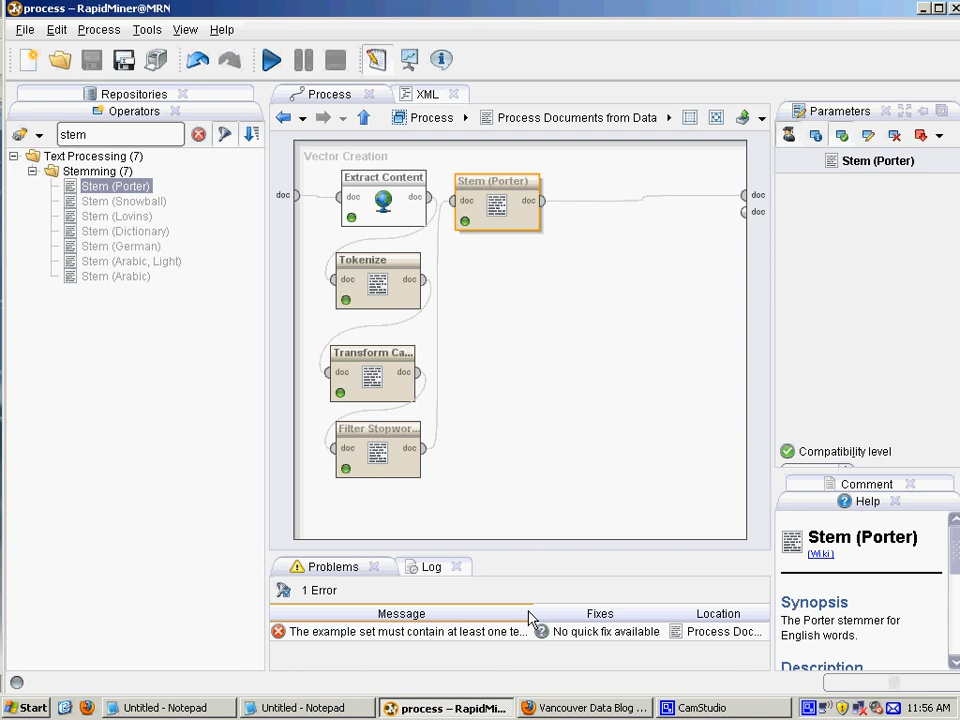 process – RapidMiner@MRN
File Edit Process Tools View Help
Repositories
Operators
stem
Text Processing (7)
Stemming (7)
Stem (Porter)
Stem (Snowball)
Stem (Lovins)
Stem (Dictionary)
Stem (German)
Stem (Arabic, Light)
Stem (Arabic)
Process XML
Process Process Documents from Data
Vector Creation
doc
Extract Content
doc doc
Stem (Porter)
doc doc
doc
doc
Tokenize
doc doc
Transform Ca...
doc doc
Filter Stopwor...
doc doc
Problems Log
1 Error
Message Fixes Location
The example set must contain at least one te... No quick fix available Process Doc...
Parameters
Stem (Porter)
Compatibility level
Comment
Help
Stem (Porter)
(Wiki)
Synopsis
The Porter stemmer for
English words.
Description
Start Untitled - Notepad Untitled - Notepad process – RapidMi... Vancouver Data Blog ... CamStudio 11:56 AM